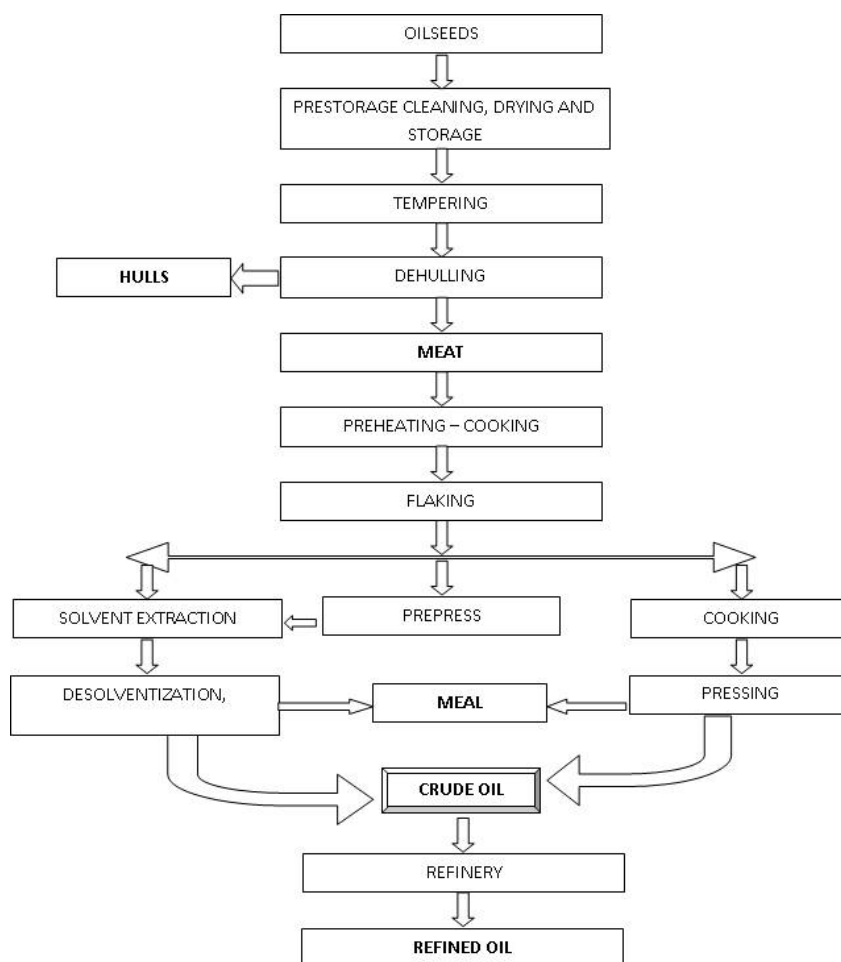 OILSEEDS
PRESTORAGE CLEANING, DRYING AND
STORAGE
TEMPERING
HULLS
DEHULLING
MEAT
PREHEATING – COOKING
FLAKING
SOLVENT EXTRACTION
PREPRESS
COOKING
DESOLVENTIZATION,
MEAL
PRESSING
CRUDE OIL
REFINERY
REFINED OIL